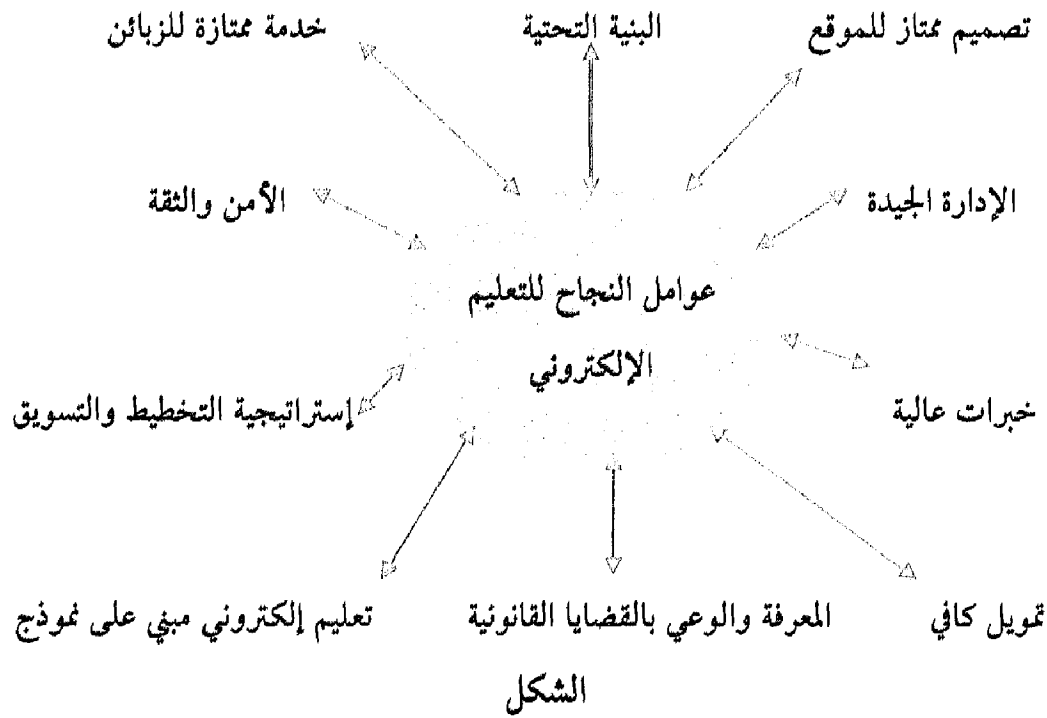 تصميم ممتاز للموقع
البنية التحتية
خدمة ممتازة للزبائن
الإدارة الجيدة
الأمن والثقة
عوامل النجاح للتعليم
الإلكتروني
خبرات عالية
إستراتيجية التخطيط والتسويق
تمويل كافي
المعرفة والوعي بالقضايا القانونية
تعليم إلكتروني مبني على نموذج
الشكل